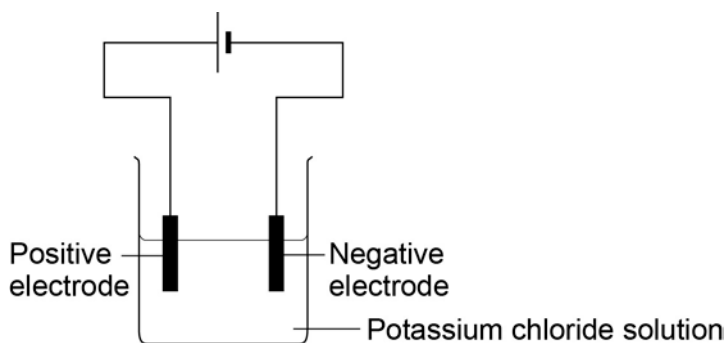 Positive
electrode
Negative
electrode
Potassium chloride solution